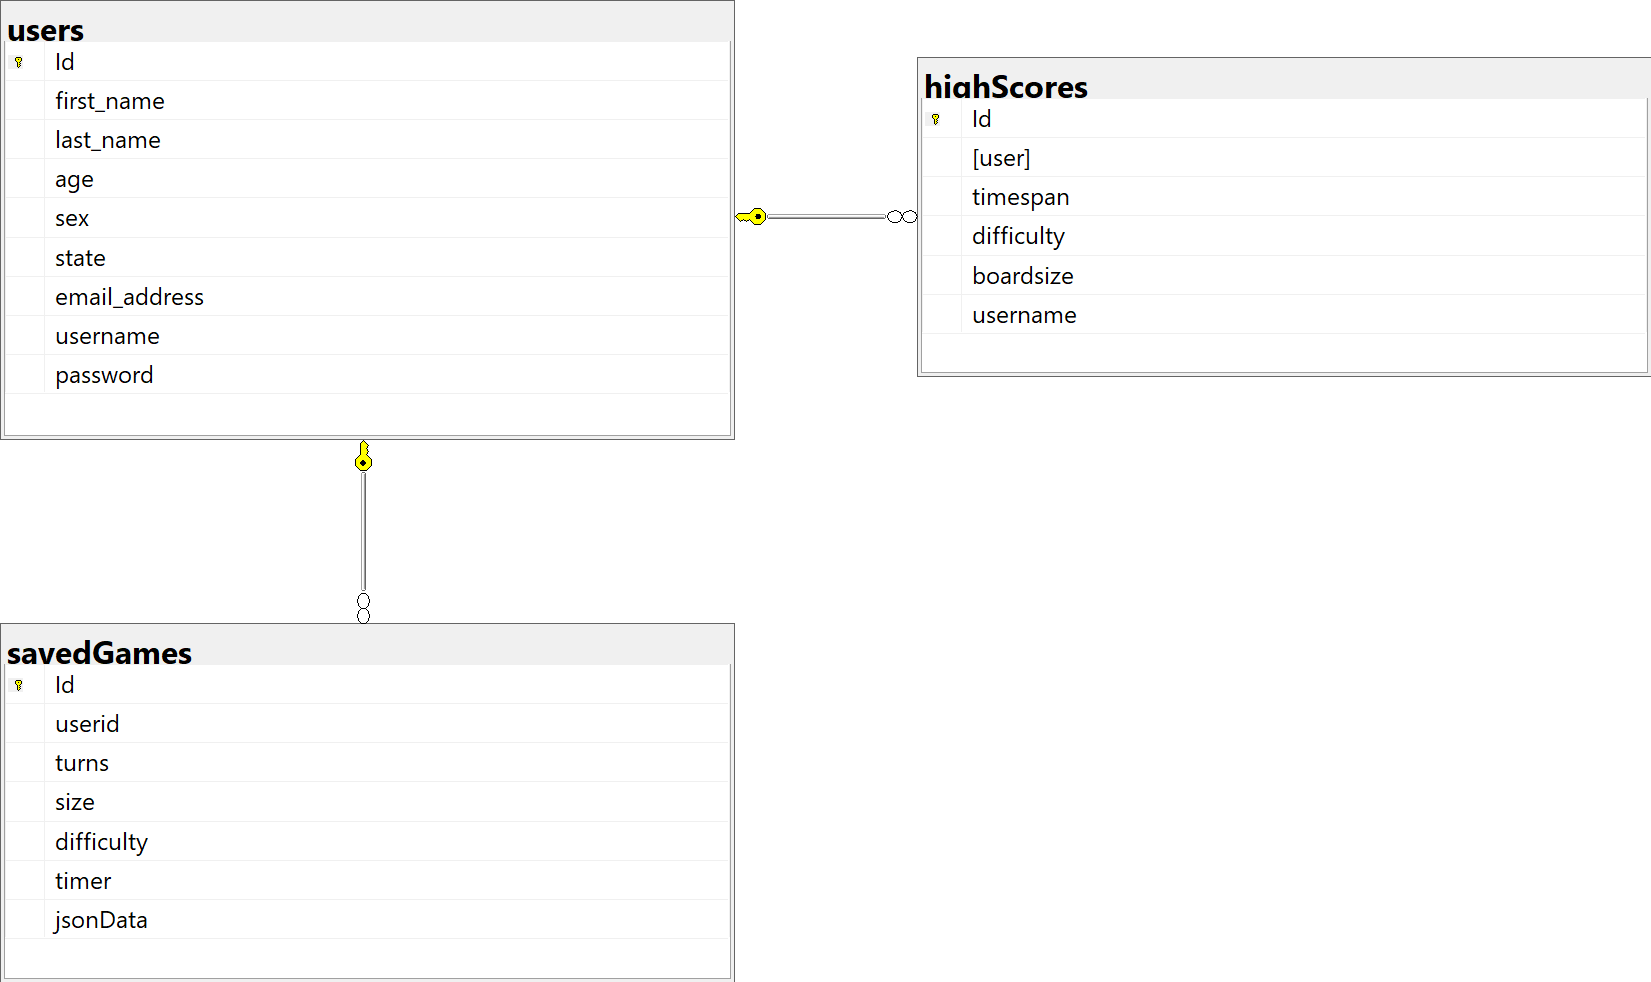 users
Id
first_name
last_name
age
sex
state
email_address
username
password
highScores
Id
[user]
timespan
difficulty
boardsize
username
savedGames
Id
userid
turns
size
difficulty
timer
jsonData